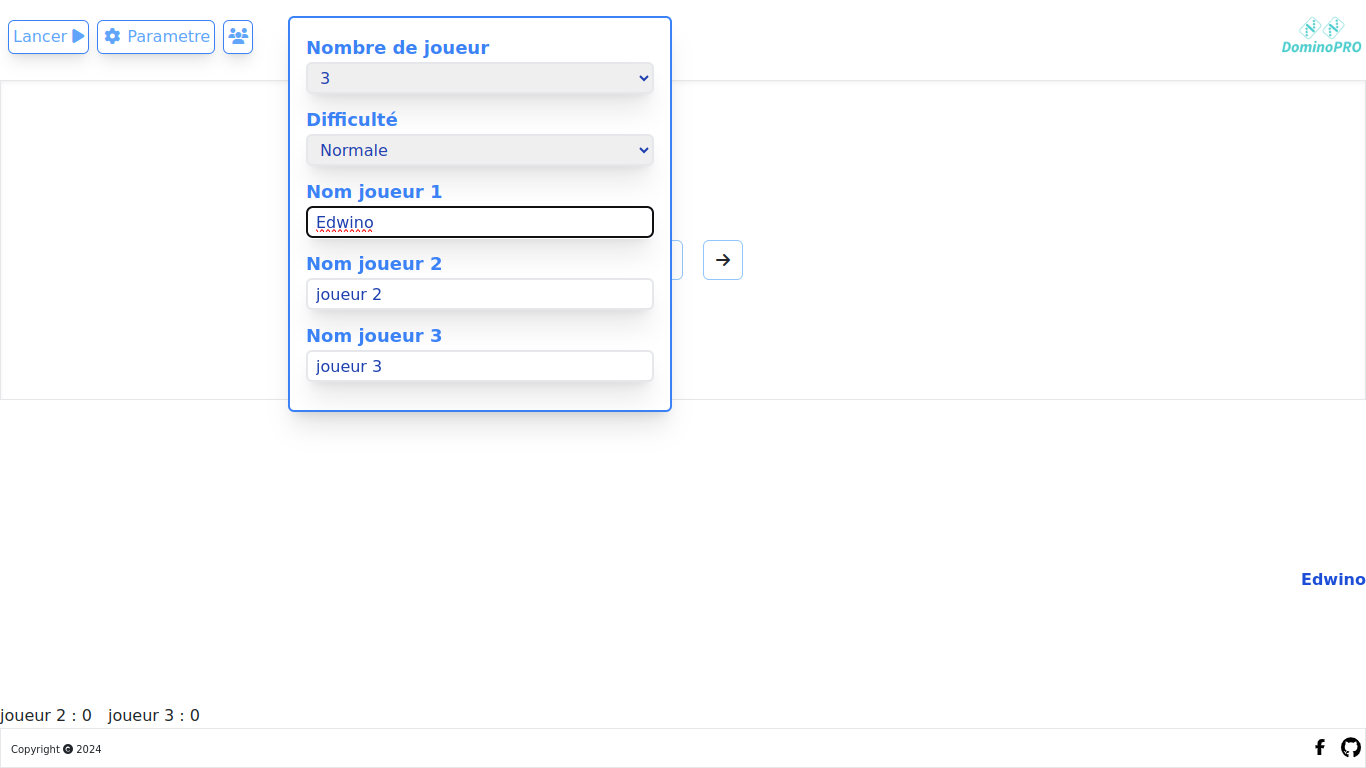 Lancer
Parametre
DominoPRO
Nombre de joueur
3
Difficulté
Normale
Nom joueur 1
Edwino
Nom joueur 2
joueur 2
Nom joueur 3
joueur 3
Edwino
joueur 2 : 0 joueur 3 : 0
Copyright © 2024